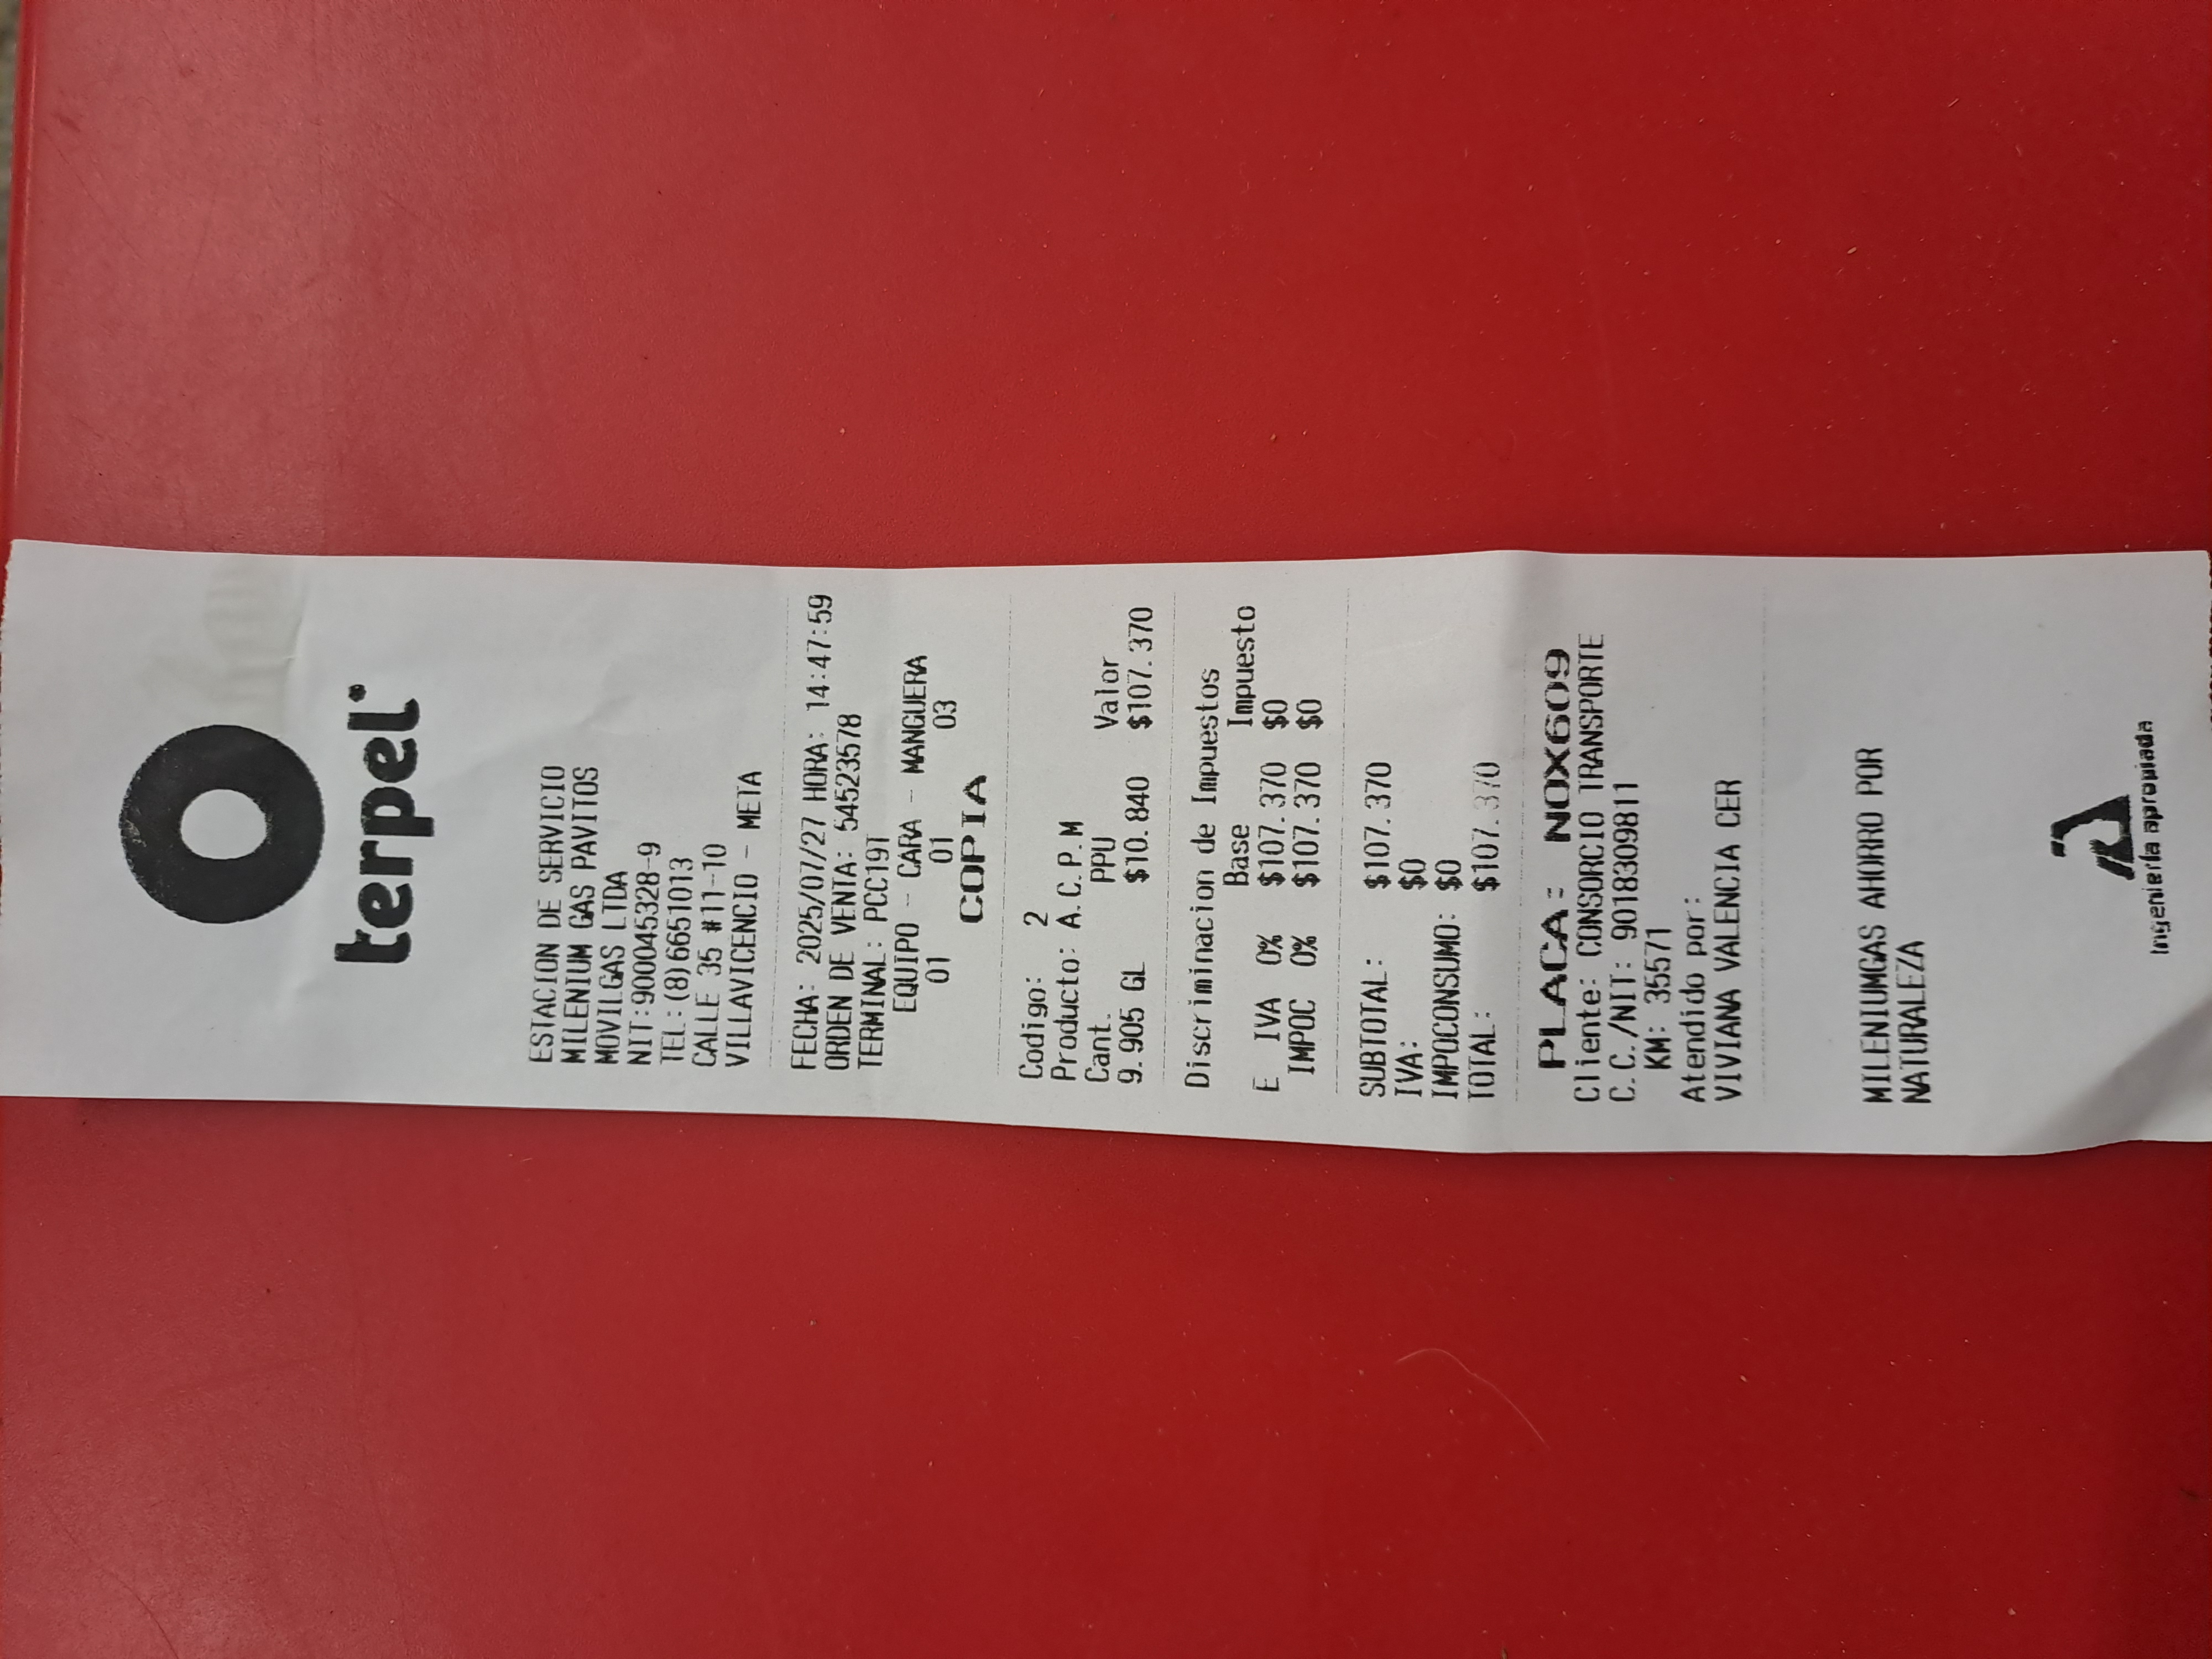 terpel
ESTACION DE SERVICIO
MILENIUM GAS PAVITOS
MOVILGAS LTDA
NIT:900045328-9
TEL:(8)6651013
CALLE 35 #11-10
VILLAVICENCIO - META
FECHA: 2025/07/27 HORA: 14:47:59
ORDEN DE VENTA: 545235​78
TERMINAL: PCC19T
EQUIPO - CARA - MANGUERA
01 01 03
COPIA
Codigo: 2
Producto: A.C.P.M
Cant. PPU Valor
9.905 GL $10.840 $107.370
Discriminacion de Impuestos
Base Impuesto
E IVA 0% $107.370 $0
IMPOC 0% $107.370 $0
SUBTOTAL: $107.370
IVA: $0
IMPOCONSUMO: $0
TOTAL: $107.370
PLACA: NOX609
Cliente: CONSORCIO TRANSPORTE
C.C./NIT: 9018309811
KM: 35571
Atendido por:
VIVIANA VALENCIA CER
MILENIUMGAS AHORRO POR
NATURALEZA
Ingeniería apropiada